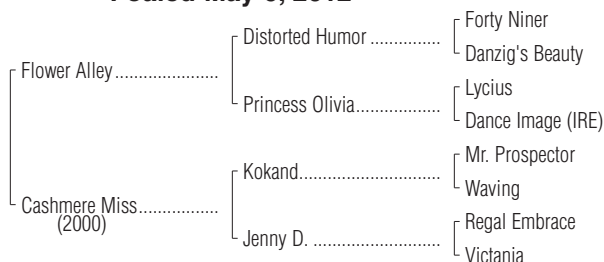 Foaled May 2012
Forty Niner
Distorted Humor ................
Danzig's Beauty
Flower Alley........................
Lycius
Princess Olivia...................
Dance Image (IRE)
Mr. Prospector
Kokand................................
Waving
Cashmere Miss..................
(2000)
Regal Embrace
Jenny D. .............................
Victania